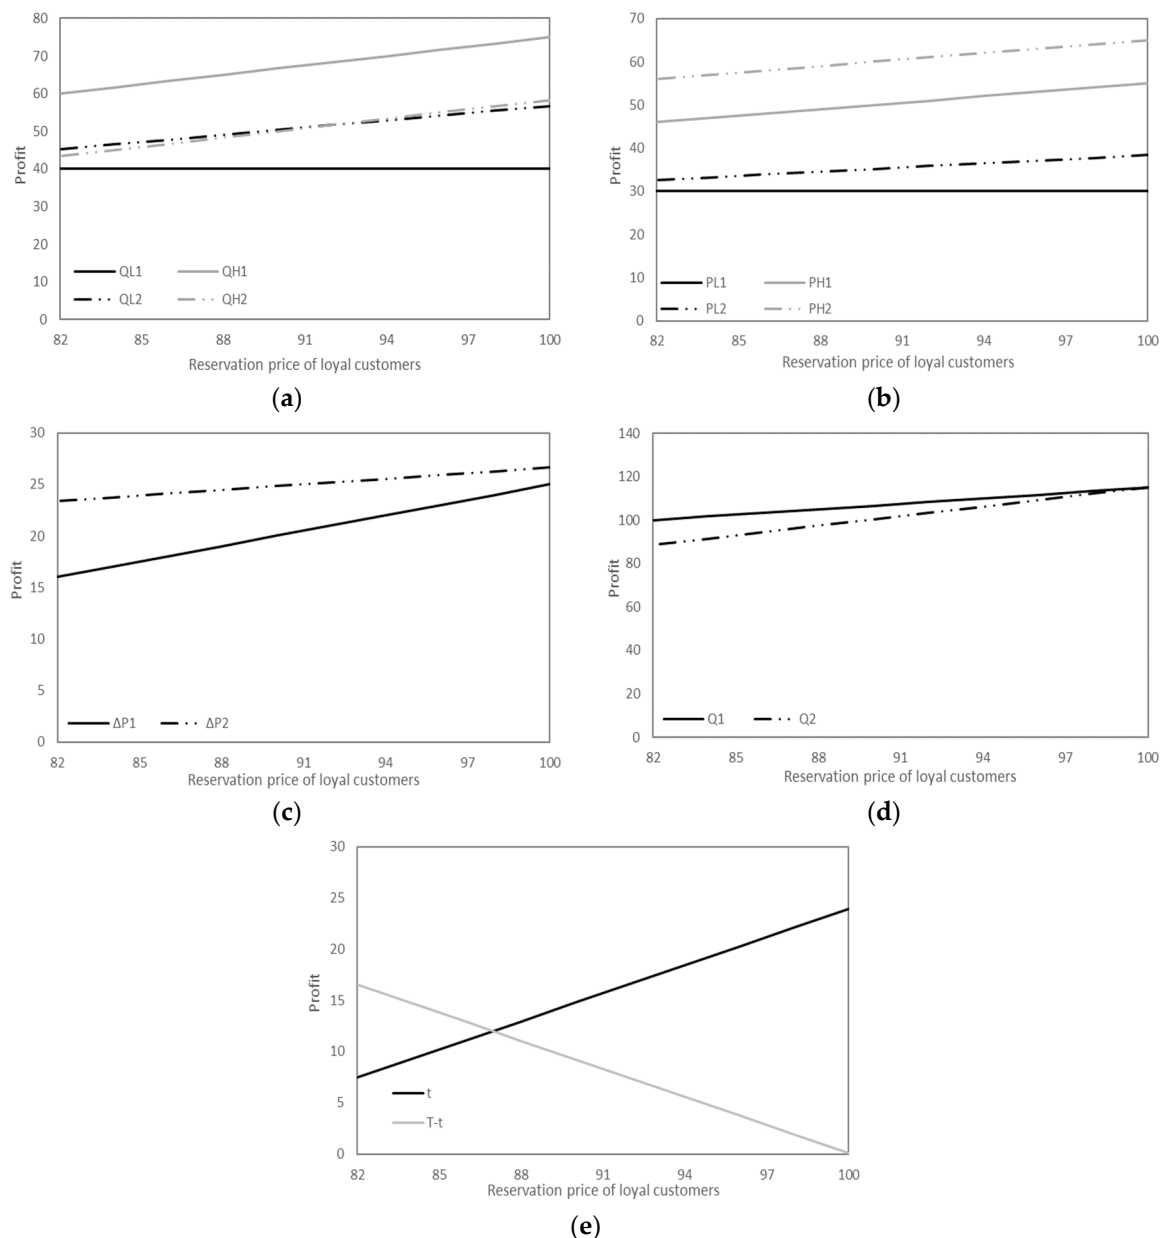 80
70
60
50
40
30
20
10
0
Profit
QL1 QH1
QL2 QH2
82 85 88 91 94 97 100
Reservation price of loyal customers
(a)
70
60
50
40
30
20
10
0
Profit
PL1 PH1
PL2 PH2
82 85 88 91 94 97 100
Reservation price of loyal customers
(b)
30
25
20
15
10
5
0
Profit
ΔP1 ΔP2
82 85 88 91 94 97 100
Reservation price of loyal customers
(c)
140
120
100
80
60
40
20
0
Profit
Q1 Q2
82 85 88 91 94 97 100
Reservation price of loyal customers
(d)
30
25
20
15
10
5
0
Profit
t
T-t
82 85 88 91 94 97 100
Reservation price of loyal customers
(e)